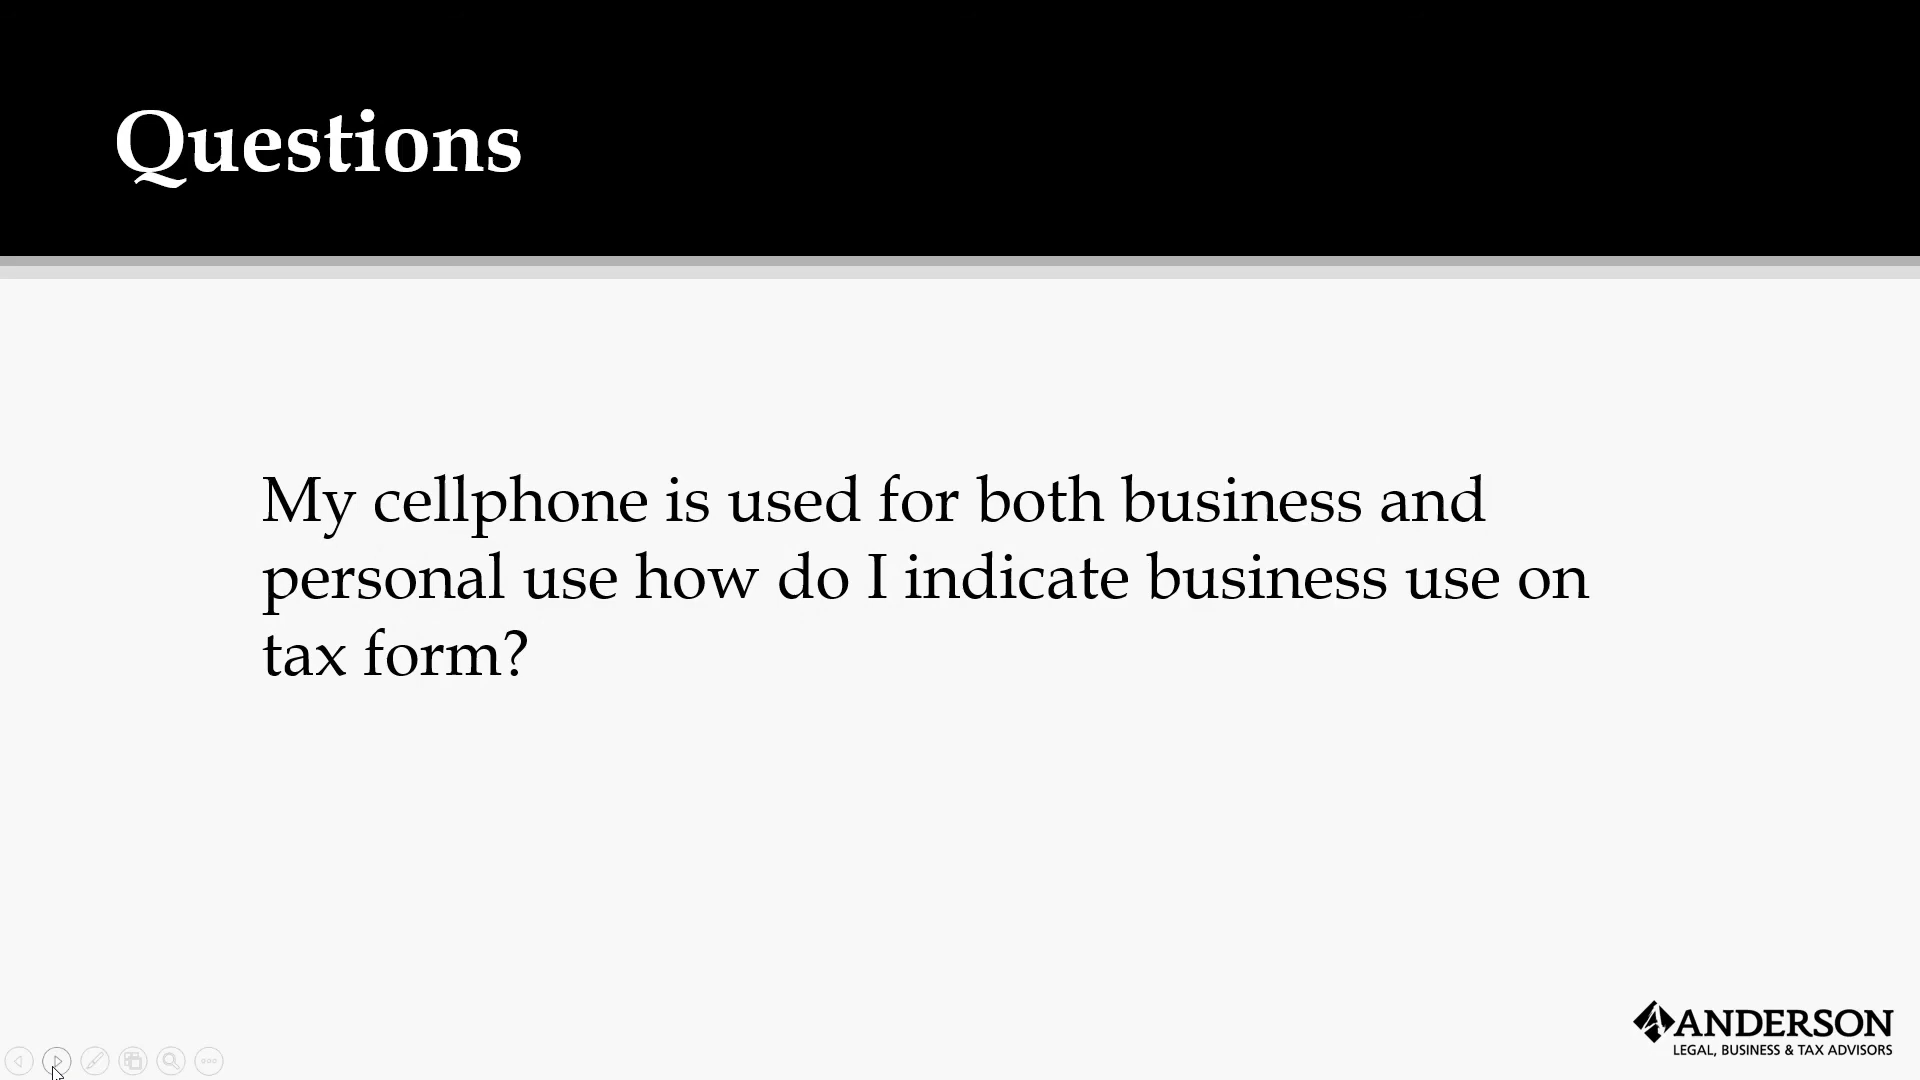 Questions
My cellphone is used for both business and
personal use how do I indicate business use on
tax form?
ANDERSON
LEGAL, BUSINESS & TAX ADVISORS